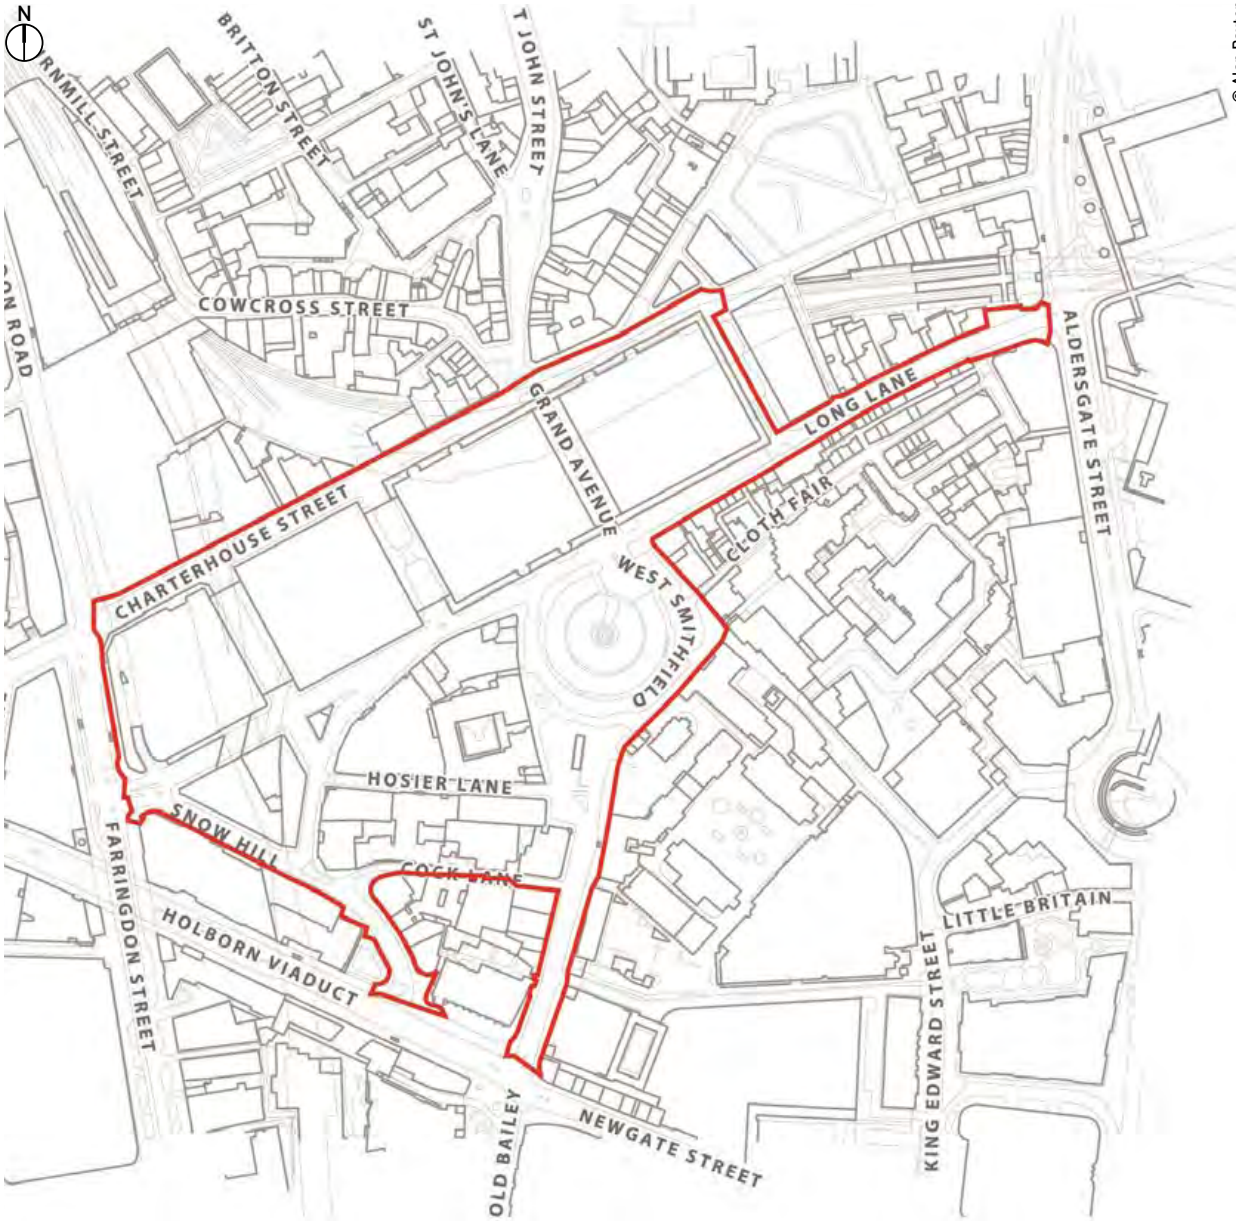 N
BRITTON STREET
ST JOHN'S LANE
T JOHN STREET
URNMILL STREET
ON ROAD
COWCROSS STREET
CHARTERHOUSE STREET
GRAND AVENUE
LONG LANE
ALDERSGATE STREET
CLOTH FAIR
WEST SMITHFIELD
HOSIER LANE
SNOW HILL
COCK LANE
FARRINGDON STREET
HOLBORN VIADUCT
LITTLE BRITAIN
KING EDWARD STREET
OLD BAILEY
NEWGATE STREET